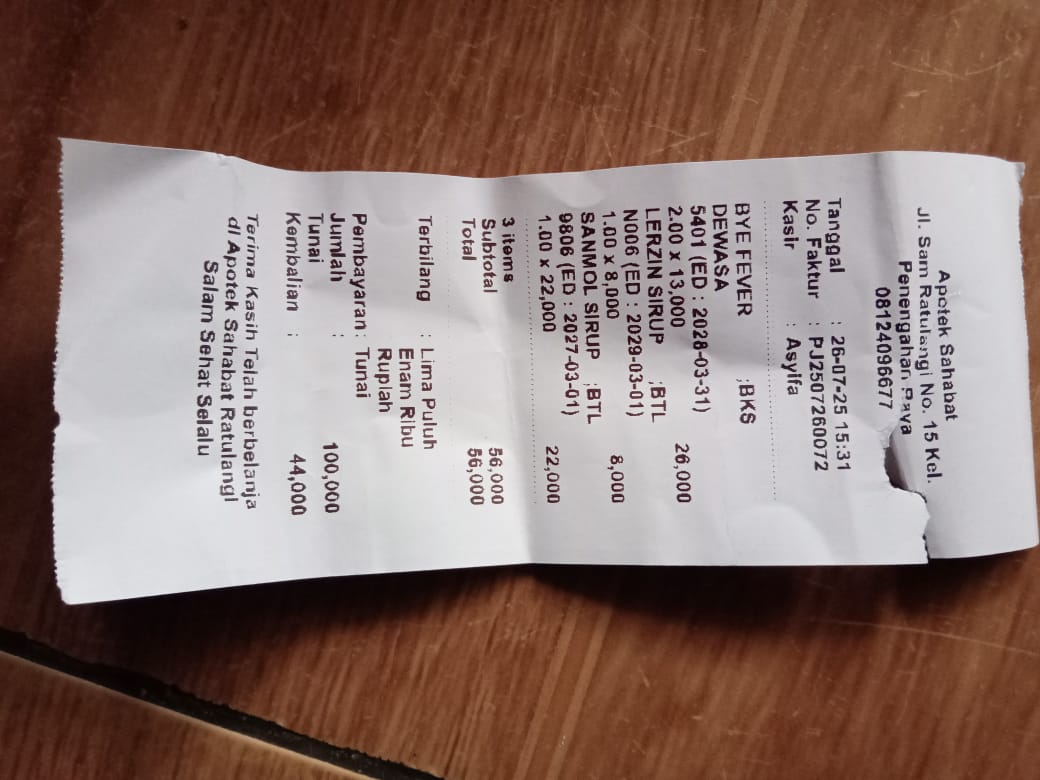 Apotek Sahabat
Jl. Sam Ratulangi No. 15 Kel.
Penengahan Raya
081240966​77
Tanggal : 26-07-25 15:31
No. Faktur : PJ2507260072
Kasir : Asylfa
BYE FEVER ;BKS
DEWASA
5401 (ED : 2028-03-31)
2.00 x 13,000 26,000
LERZIN SIRUP ;BTL
N006 (ED : 2029-03-01)
1.00 x 8,000 8,000
SANMOL SIRUP ;BTL
9806 (ED : 2027-03-01)
1.00 x 22,000 22,000
3 items
Subtotal 56,000
Total 56,000
Terbilang : Lima Puluh
Enam Ribu
Rupiah
Pembayaran : Tunai
Jumlah :
Tunai 100,000
Kembalian : 44,000
Terima Kasih Telah berbelanja
di Apotek Sahabat Ratulangi
Salam Sehat Selalu